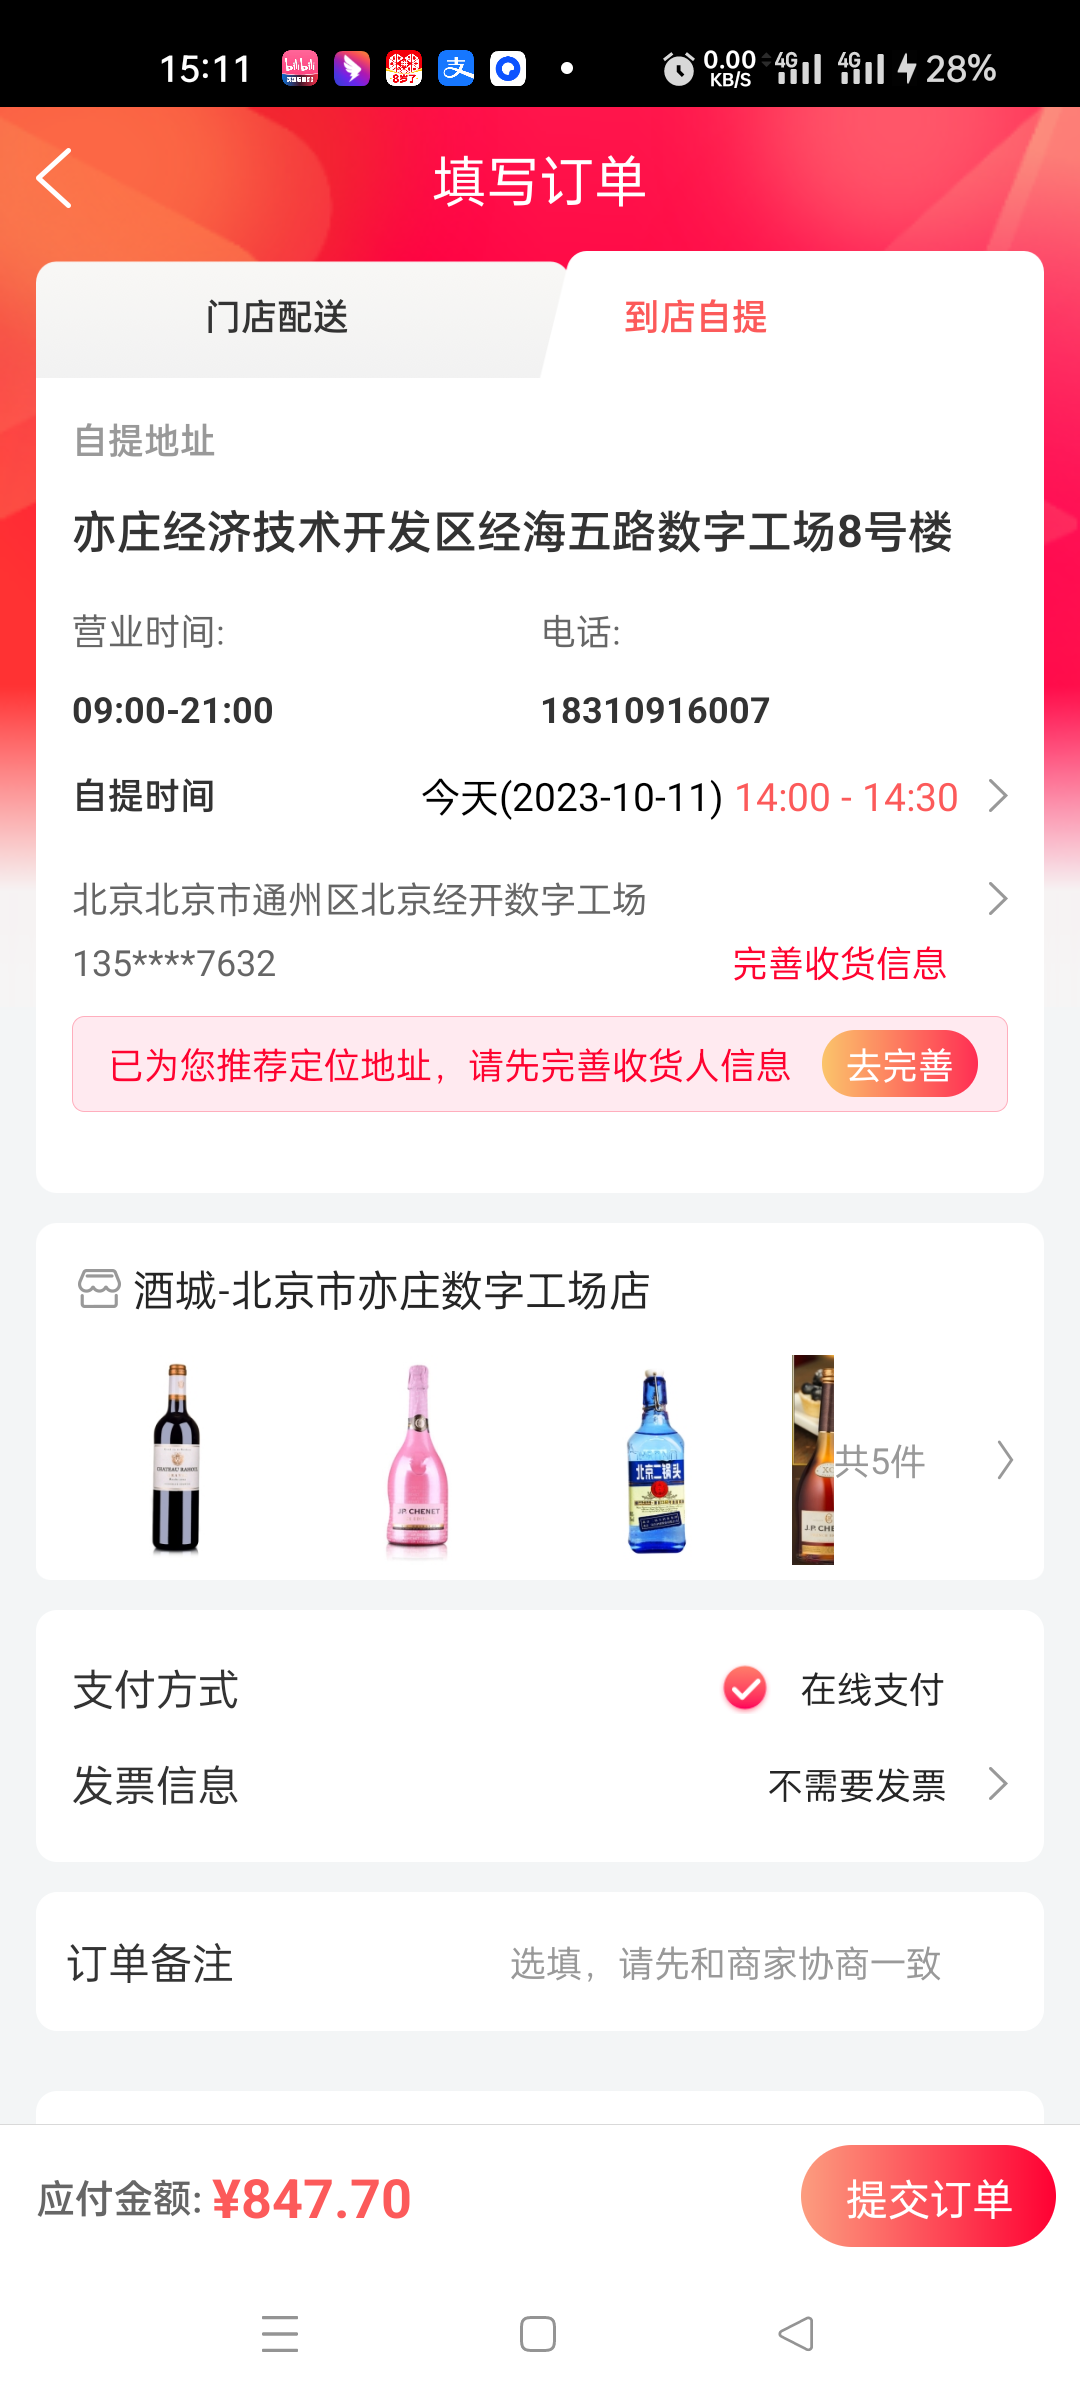 15:11
0.00 KB/S 4G 4G 28%
填写订单
门店配送
到店自提
自提地址
亦庄经济技术开发区经海五路数字工场8号楼
营业时间: 电话:
09:00-21:00 18310916007
自提时间 今天(2023-10-11) 14:00 - 14:30
北京北京市通州区北京经开数字工场
135****7632 完善收货信息
已为您推荐定位地址，请先完善收货人信息 去完善
酒城-北京市亦庄数字工场店
J.P. CHENET
北京二锅头
XO
J.P. CHE
共5件
支付方式 在线支付
发票信息 不需要发票
订单备注 选填，请先和商家协商一致
应付金额: ¥847.70 提交订单